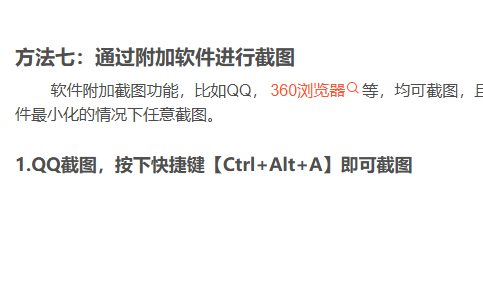 方法七：通过附加软件进行截图
软件附加截图功能，比如QQ， 360浏览器 等，均可截图，且
件最小化的情况下任意截图。
1.QQ截图，按下快捷键【Ctrl+Alt+A】即可截图